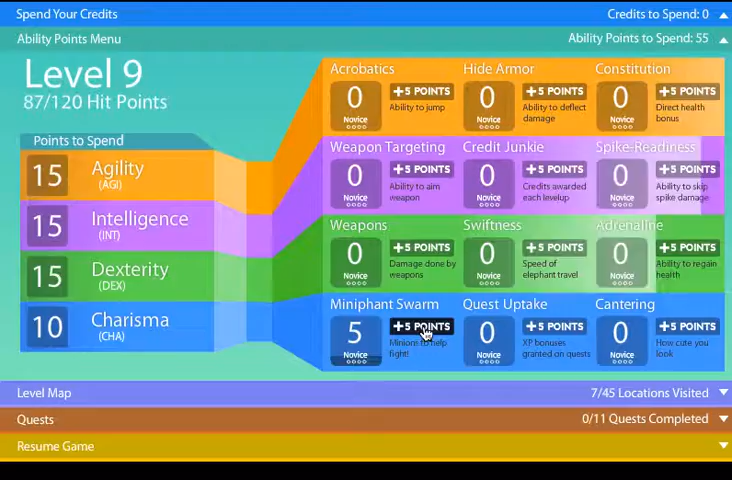 Spend Your Credits
Credits to Spend: 0
Ability Points Menu
Ability Points to Spend: 55
Level 9
87/120 Hit Points
Points to Spend
15
Agility
(AGI)
15
Intelligence
(INT)
15
Dexterity
(DEX)
10
Charisma
(CHA)
Acrobatics
0
Novice
+5 POINTS
Ability to jump
Hide Armor
0
Novice
+5 POINTS
Ability to deflect
damage
Constitution
0
Novice
+5 POINTS
Direct health
bonus
Weapon Targeting
0
Novice
+5 POINTS
Ability to aim
weapon
Credit Junkie
0
Novice
+5 POINTS
Credits awarded
each levelup
Spike-Readiness
0
Novice
+5 POINTS
Ability to skip
spike damage
Weapons
0
Novice
+5 POINTS
Damage done by
weapons
Swiftness
0
Novice
+5 POINTS
Speed of
elephant travel
Adrenaline
0
Novice
+5 POINTS
Ability to regain
health
Miniphant Swarm
5
Novice
+5 POINTS
Minions to help
fight!
Quest Uptake
0
Novice
+5 POINTS
XP bonuses
granted on quests
Cantering
0
Novice
+5 POINTS
How cute you
look
Level Map
7/45 Locations Visited
Quests
0/11 Quests Completed
Resume Game